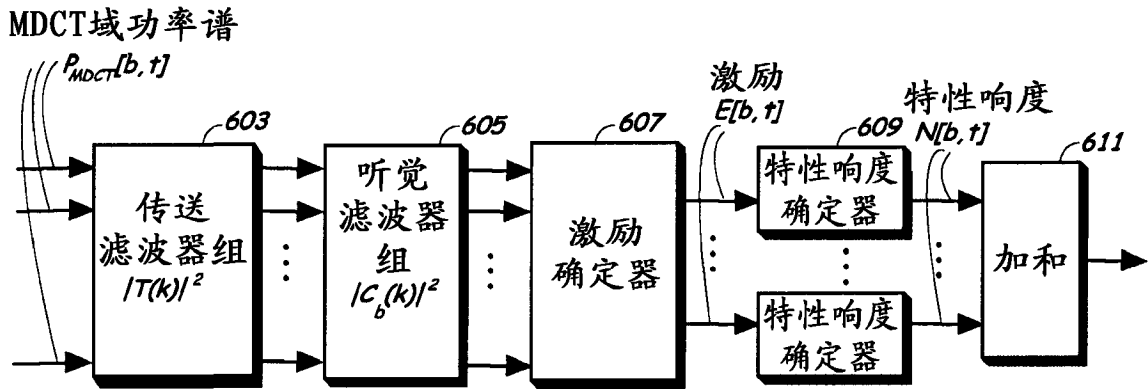 MDCT域功率谱
P_MDCT[b,t]
603
传送
滤波器组
|T(k)|²
605
听觉
滤波器
组
|C_b(k)|²
607
激励
确定器
激励
E[b,t]
609
特性响度
确定器
特性响度
确定器
特性响度
N[b,t]
611
加和